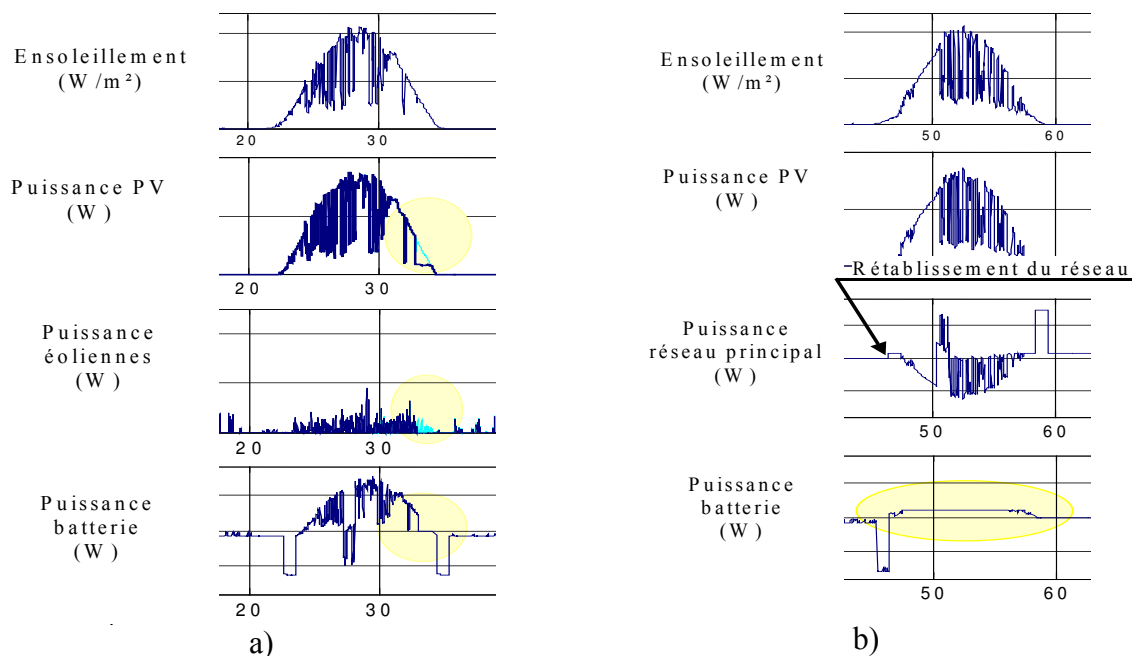 Ensoleillement
(W/m²)
20 30
Puissance PV
(W)
20 30
Puissance
éoliennes
(W)
20 30
Puissance
batterie
(W)
20 30
a)
Ensoleillement
(W/m²)
50 60
Puissance PV
(W)
Rétablissement du réseau
Puissance
réseau principal
(W)
50 60
Puissance
batterie
(W)
50 60
b)